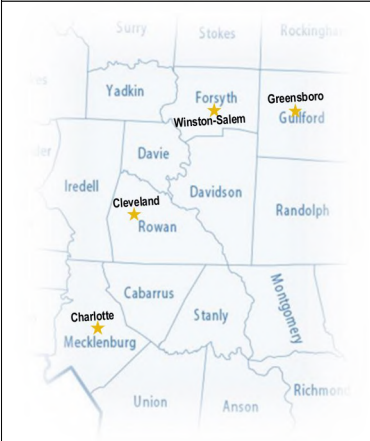 Surry
Stokes
Rockingham
Yadkin
Forsyth
Greensboro
Winston-Salem
Guilford
Davie
Iredell
Davidson
Cleveland
Randolph
Rowan
Cabarrus
Montgomery
Charlotte
Stanly
Mecklenburg
Union
Anson
Richmond